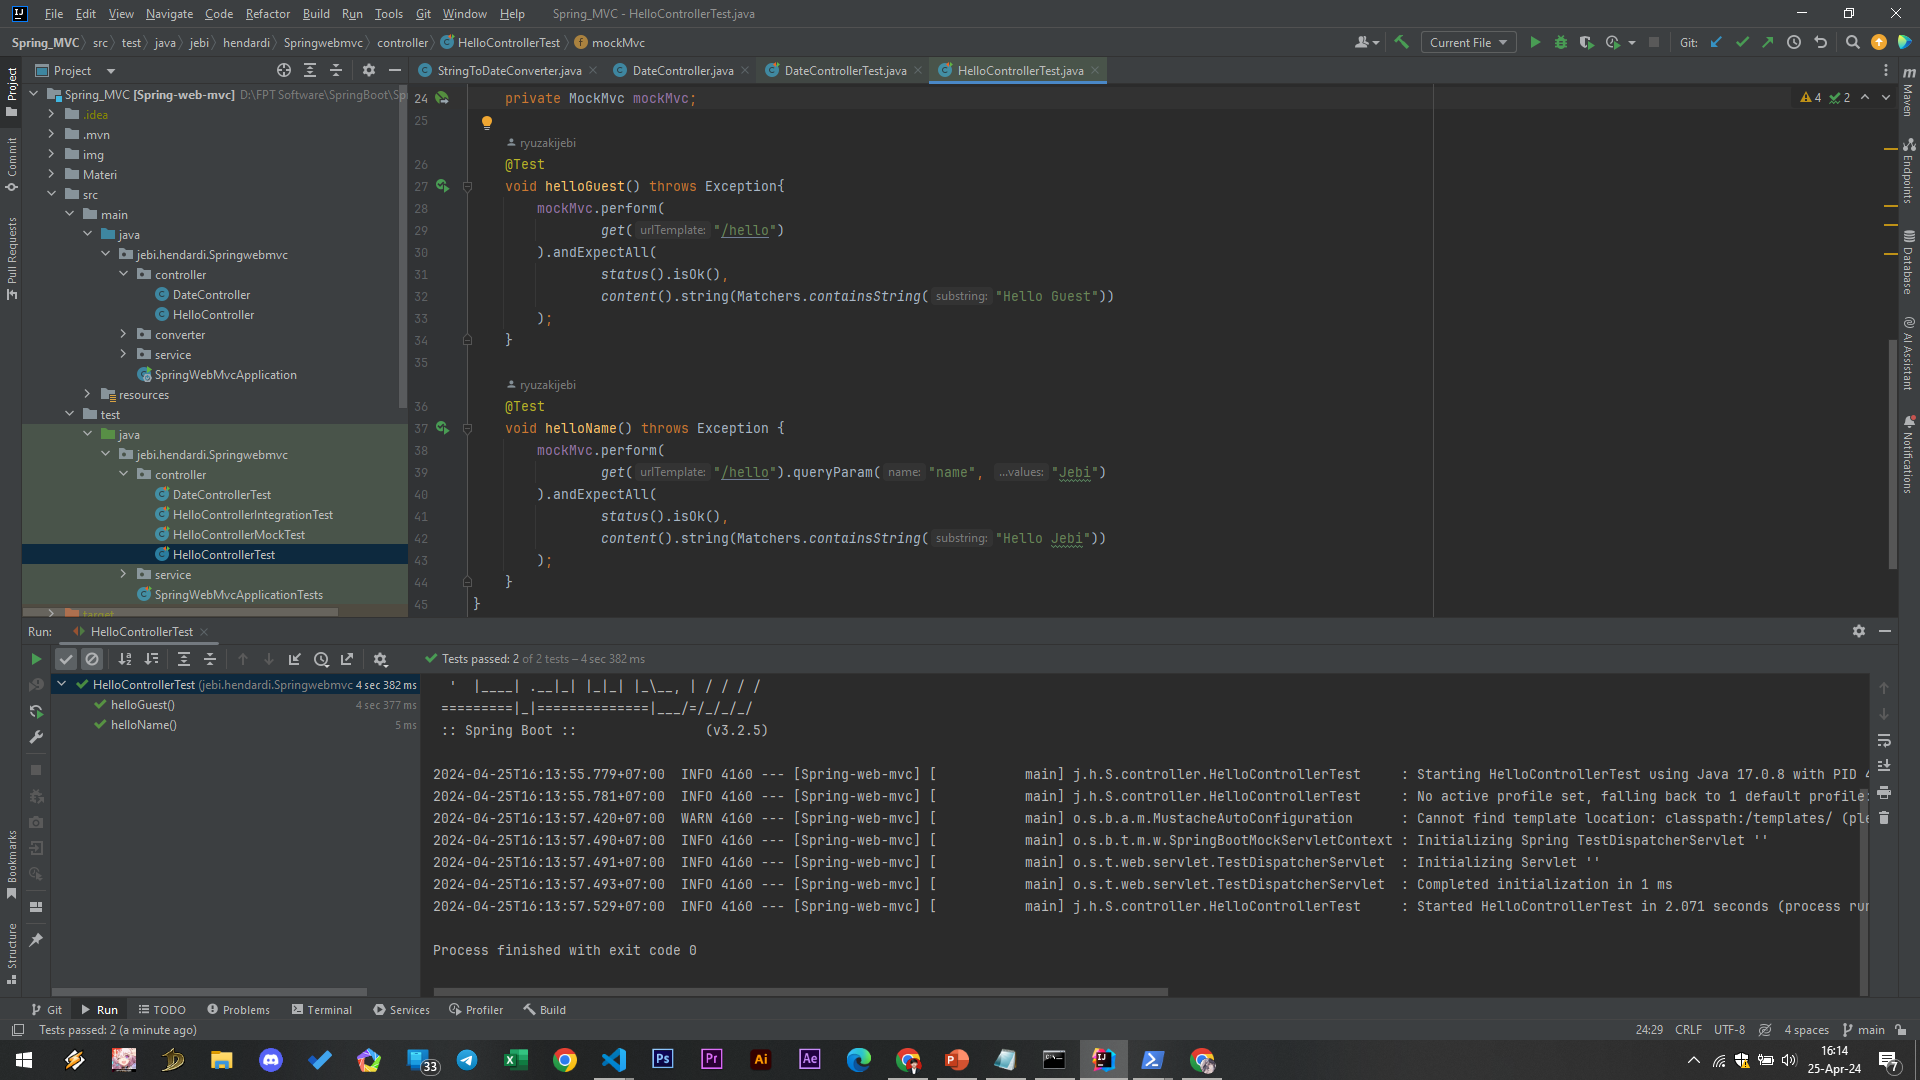 File Edit View Navigate Code Refactor Build Run Tools Git Window Help Spring_MVC - HelloControllerTest.java
Spring_MVC src test java jebi hendardi Springwebmvc controller HelloControllerTest mockMvc Current File Git:
Project
StringToDateConverter.java DateController.java DateControllerTest.java HelloControllerTest.java
Spring_MVC [Spring-web-mvc] D:\FPT Software\SpringBoot\Sp
.idea
.mvn
img
Materi
src
main
java
jebi.hendardi.Springwebmvc
controller
DateController
HelloController
converter
service
SpringWebMvcApplication
resources
test
java
jebi.hendardi.Springwebmvc
controller
DateControllerTest
HelloControllerIntegrationTest
HelloControllerMockTest
HelloControllerTest
service
SpringWebMvcApplicationTests
target
Project
Commit
Pull Requests
Bookmarks
Structure
24 private MockMvc mockMvc;
4 2
25
ryuzakijebi
26 @Test
27 void helloGuest() throws Exception{
28 mockMvc.perform(
29 get( urlTemplate: "/hello")
30 ).andExpectAll(
31 status().isOk(),
32 content().string(Matchers.containsString( substring: "Hello Guest"))
33 );
34 }
35
ryuzakijebi
36 @Test
37 void helloName() throws Exception {
38 mockMvc.perform(
39 get( urlTemplate: "/hello").queryParam( name: "name", ...values: "Jebi")
40 ).andExpectAll(
41 status().isOk(),
42 content().string(Matchers.containsString( substring: "Hello Jebi"))
43 );
44 }
45 }
m Maven
Endpoints
Database
AI Assistant
Notifications
Run: HelloControllerTest
Tests passed: 2 of 2 tests – 4 sec 382 ms
HelloControllerTest (jebi.hendardi.Springwebmvc 4 sec 382 ms
helloGuest() 4 sec 377 ms
helloName() 5 ms
'  |____| .__|_| |_|_| |_\__, | / / / /
=========|_|==============|___/=/_/_/_/
:: Spring Boot :: (v3.2.5)
2024-04-25T16:13:55.779+07:00 INFO 4160 --- [Spring-web-mvc] [ main] j.h.S.controller.HelloControllerTest : Starting HelloControllerTest using Java 17.0.8 with PID 4
2024-04-25T16:13:55.781+07:00 INFO 4160 --- [Spring-web-mvc] [ main] j.h.S.controller.HelloControllerTest : No active profile set, falling back to 1 default profile:
2024-04-25T16:13:57.420+07:00 WARN 4160 --- [Spring-web-mvc] [ main] o.s.b.a.m.MustacheAutoConfiguration : Cannot find template location: classpath:/templates/ (ple
2024-04-25T16:13:57.490+07:00 INFO 4160 --- [Spring-web-mvc] [ main] o.s.b.t.m.w.SpringBootMockServletContext : Initializing Spring TestDispatcherServlet ''
2024-04-25T16:13:57.491+07:00 INFO 4160 --- [Spring-web-mvc] [ main] o.s.t.web.servlet.TestDispatcherServlet : Initializing Servlet ''
2024-04-25T16:13:57.493+07:00 INFO 4160 --- [Spring-web-mvc] [ main] o.s.t.web.servlet.TestDispatcherServlet : Completed initialization in 1 ms
2024-04-25T16:13:57.529+07:00 INFO 4160 --- [Spring-web-mvc] [ main] j.h.S.controller.HelloControllerTest : Started HelloControllerTest in 2.071 seconds (process run
Process finished with exit code 0
Git Run TODO Problems Terminal Services Profiler Build
Tests passed: 2 (a minute ago) 24:29 CRLF UTF-8 4 spaces main
33 Ps Pr Ai Ae
16:14
25-Apr-24
7